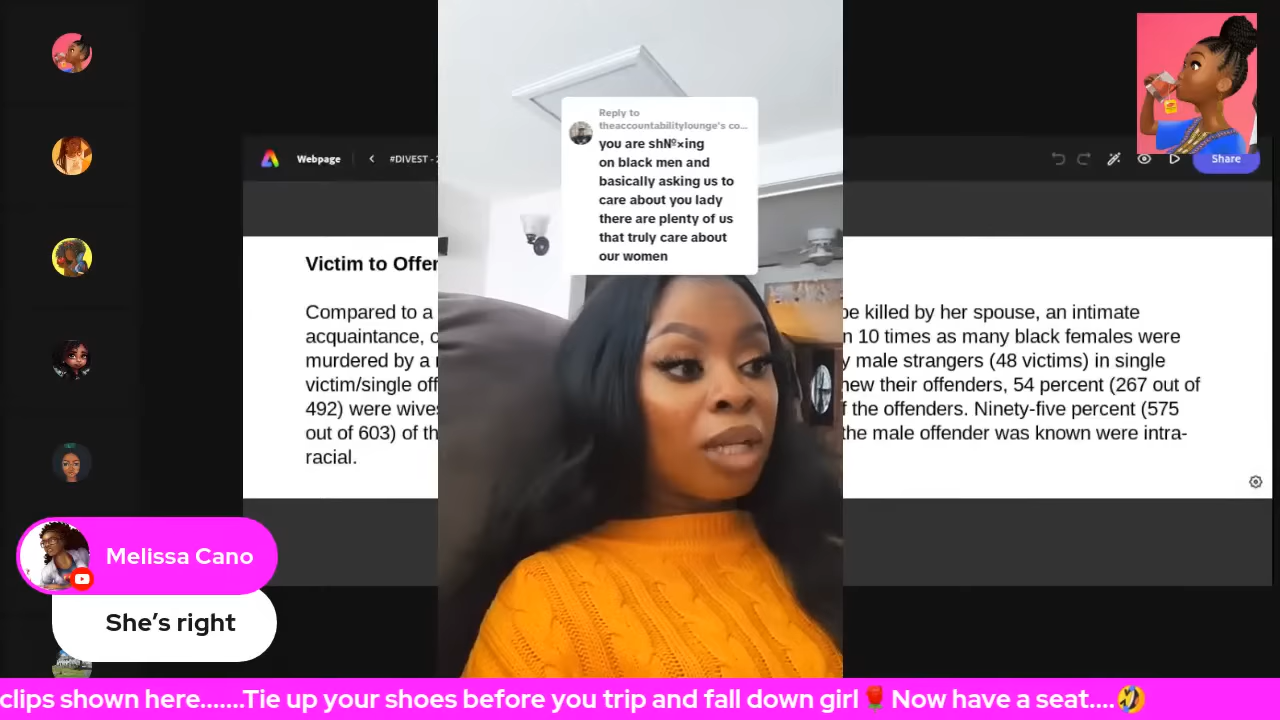 Webpage
#DIVEST - 2
Share
Reply to
theaccountabilitylounge's co...
you are sh№×ing
on black men and
basically asking us to
care about you lady
there are plenty of us
that truly care about
our women
Victim to Offer
Compared to a be killed by her spouse, an intimate
acquaintance, o n 10 times as many black females were
murdered by a y male strangers (48 victims) in single
victim/single off new their offenders, 54 percent (267 out of
492) were wives f the offenders. Ninety-five percent (575
out of 603) of th the male offender was known were intra-
racial.
Melissa Cano
She's right
clips shown here.......Tie up your shoes before you trip and fall down girl🌹Now have a seat....🤣